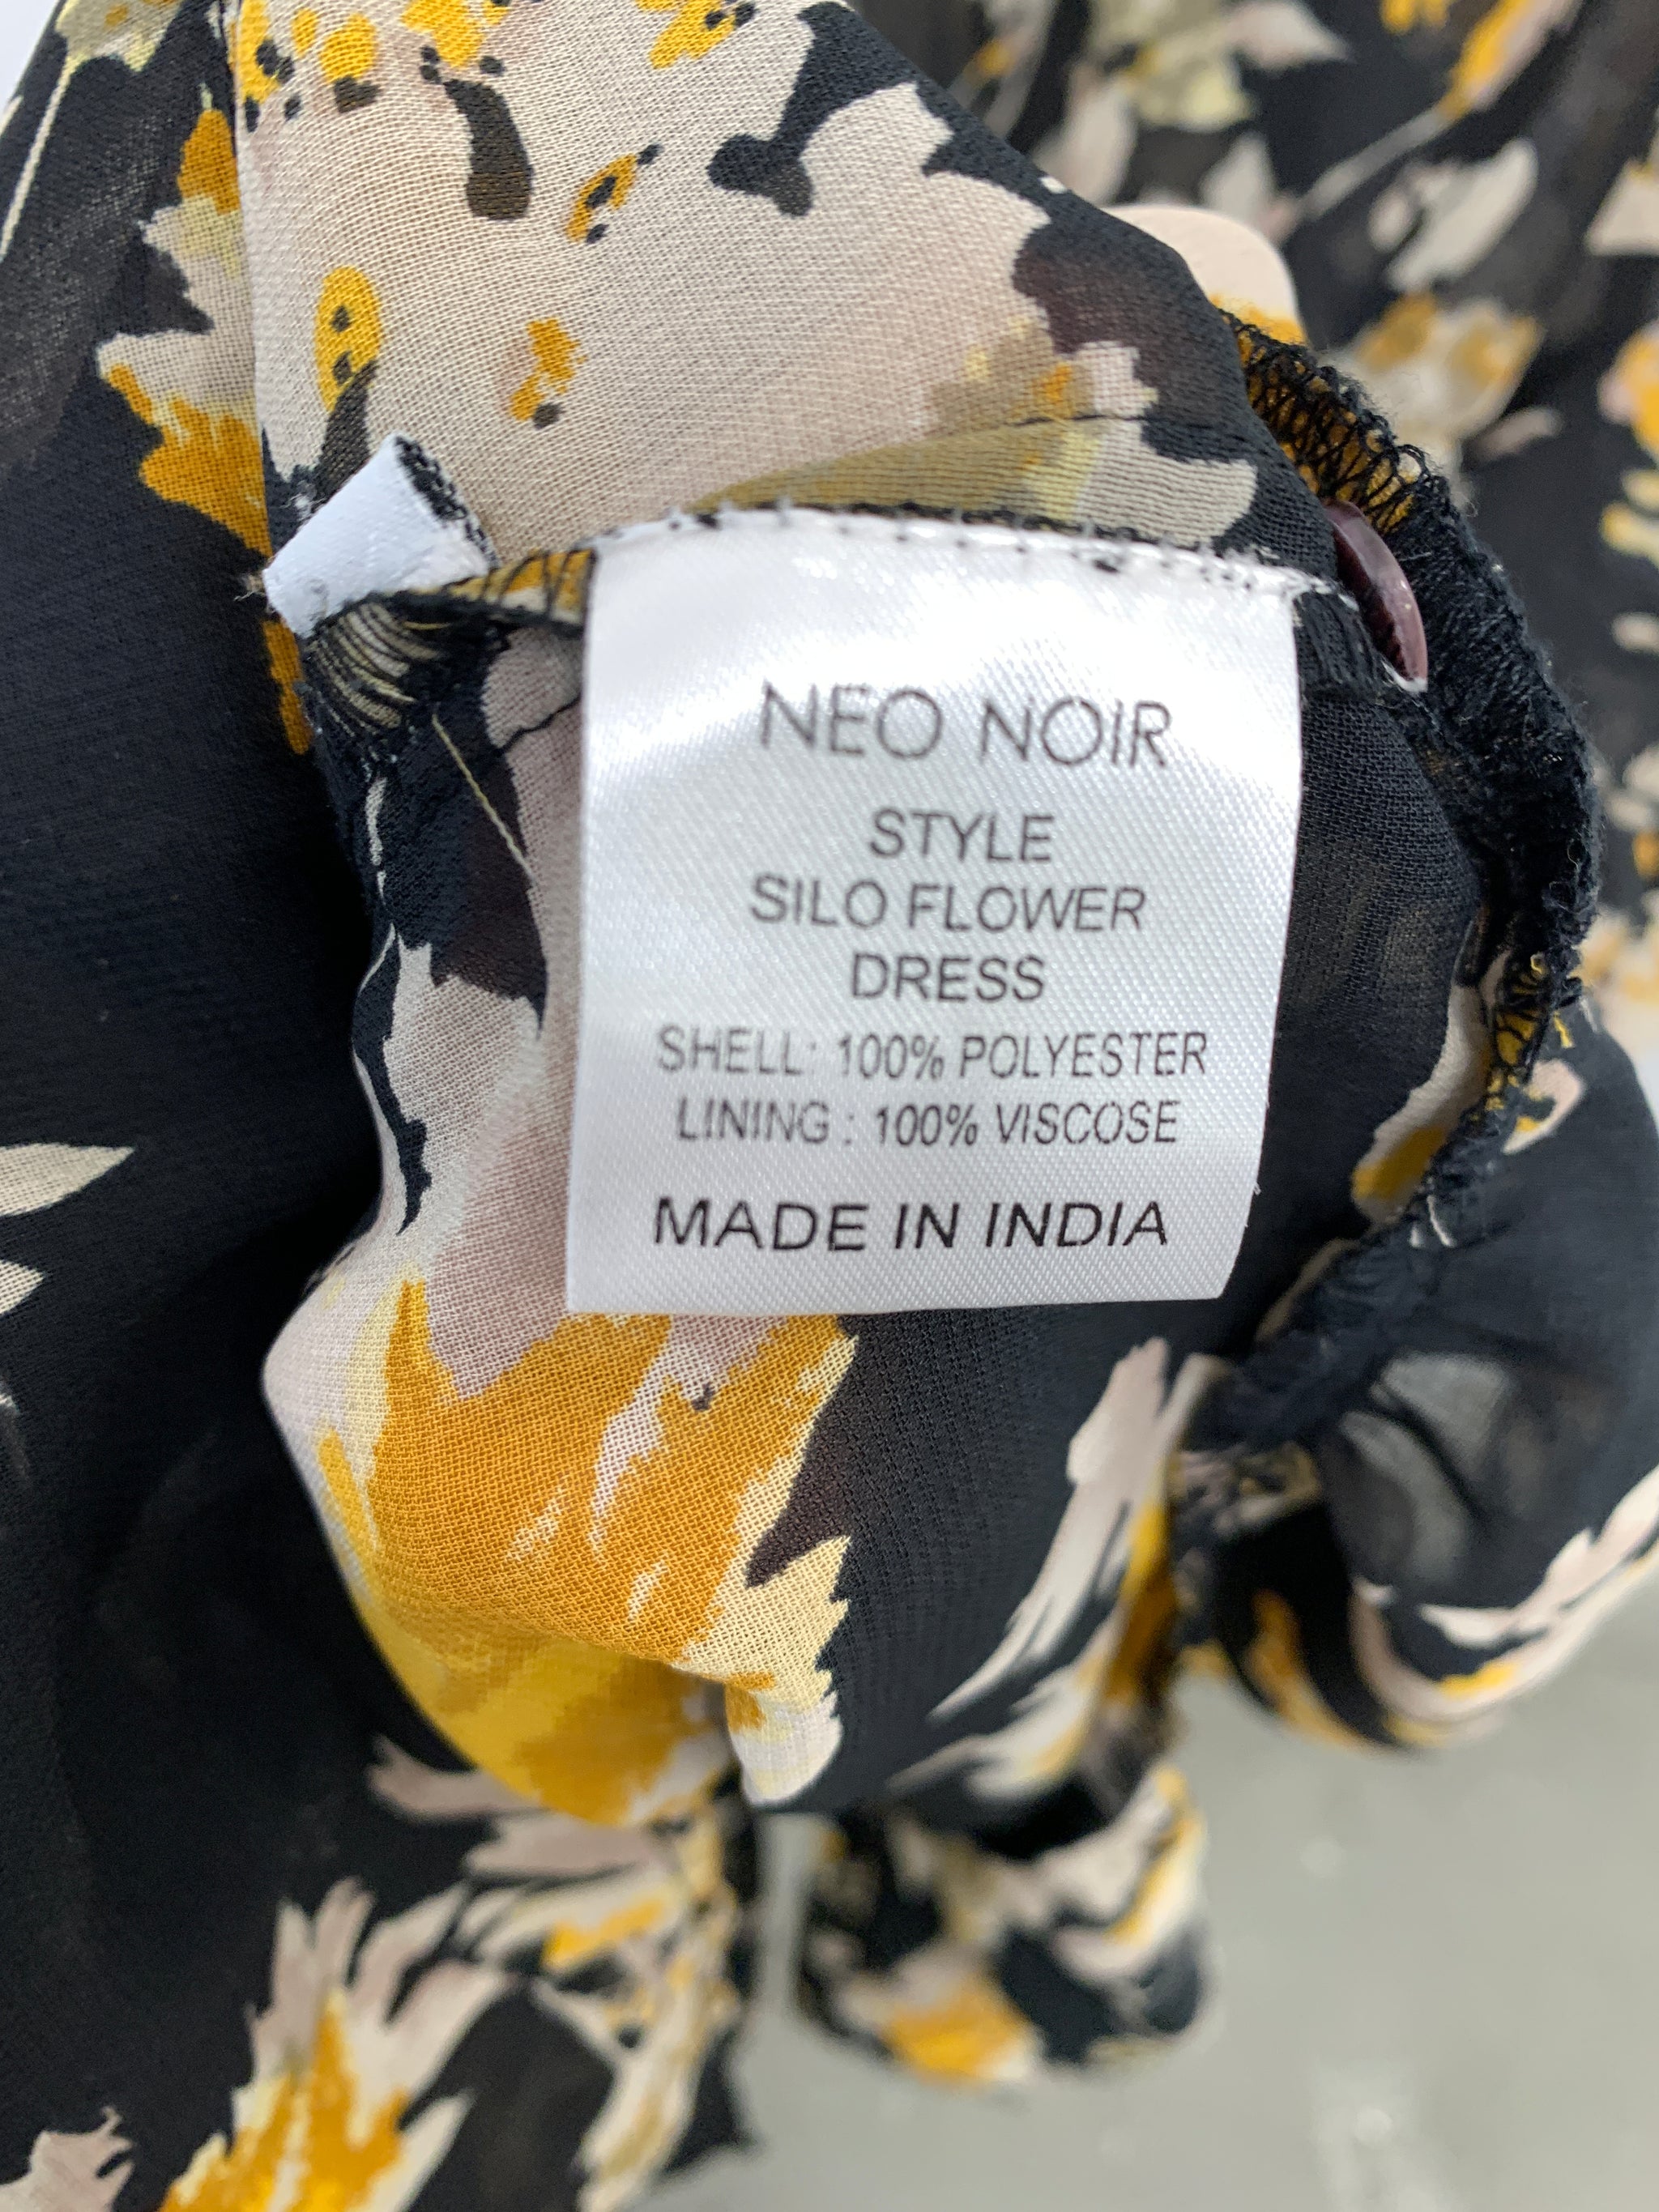 NEO NOIR
STYLE
SILO FLOWER
DRESS
SHELL: 100% POLYESTER
LINING : 100% VISCOSE
MADE IN INDIA